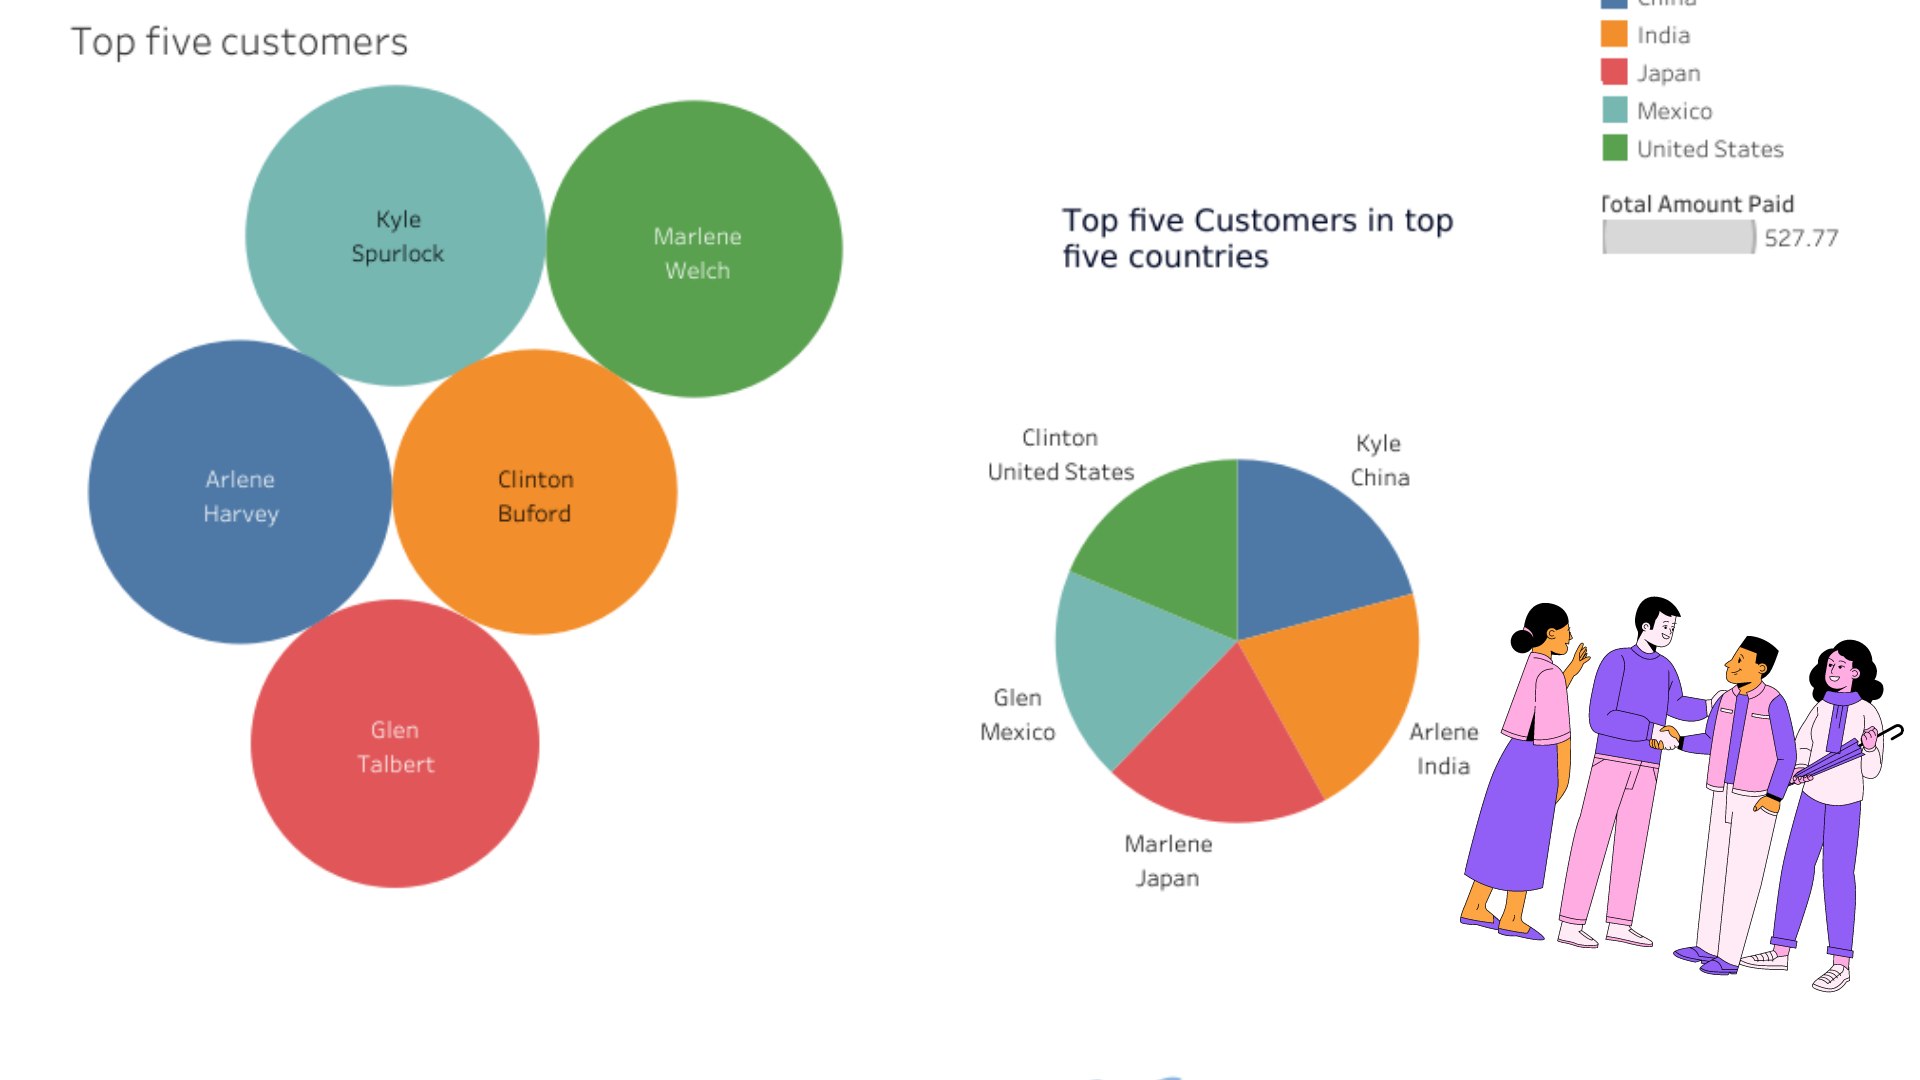 Top five customers
Kyle
Spurlock
Marlene
Welch
Arlene
Harvey
Clinton
Buford
Glen
Talbert
China
India
Japan
Mexico
United States
Total Amount Paid
527.77
Top five Customers in top
five countries
Clinton
United States
Kyle
China
Glen
Mexico
Arlene
India
Marlene
Japan